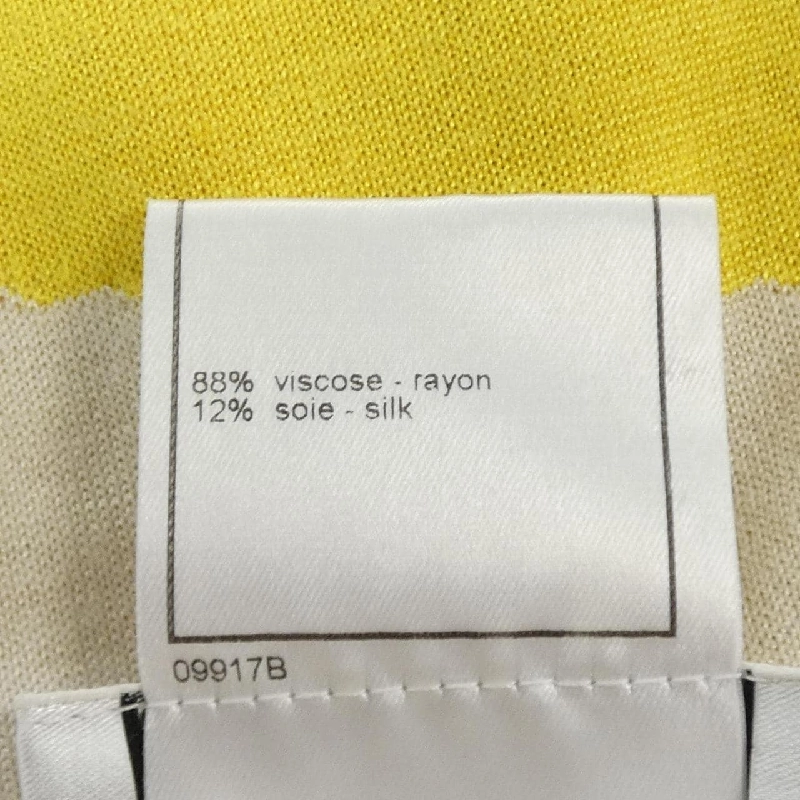 88% viscose - rayon
12% soie - silk
09917B